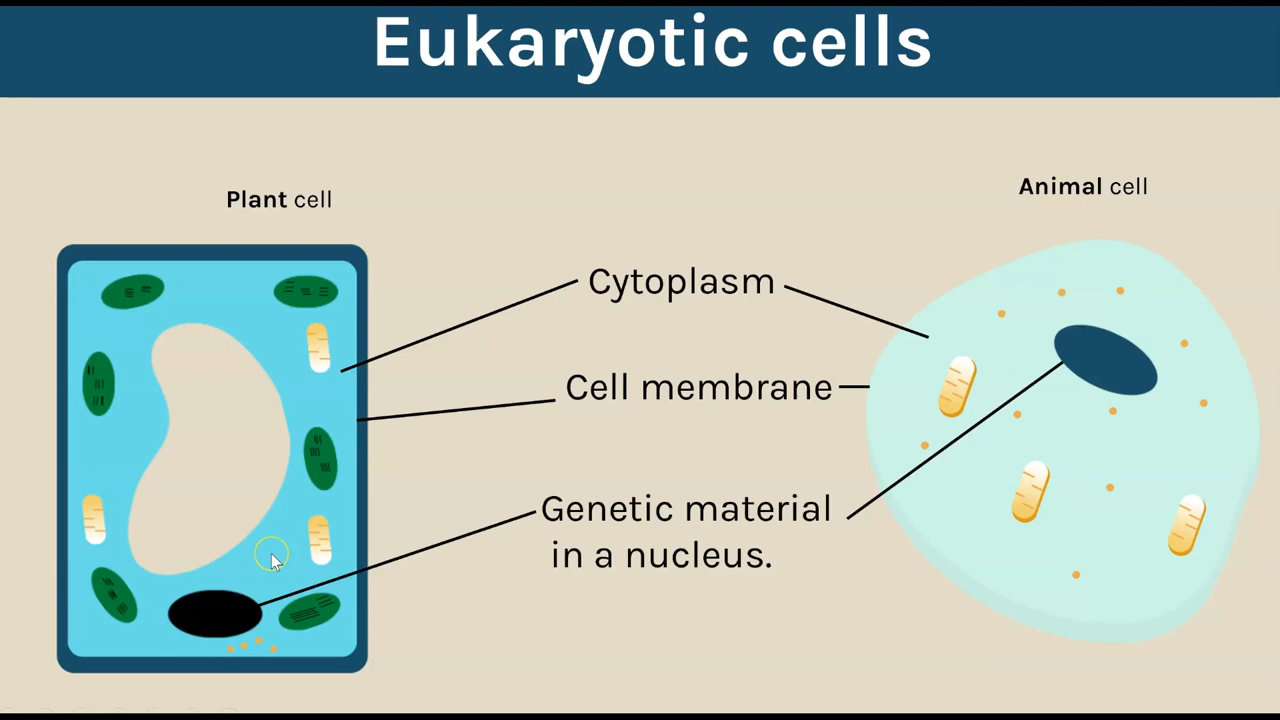 Eukaryotic cells
Plant cell
Animal cell
Cytoplasm
Cell membrane
Genetic material
in a nucleus.